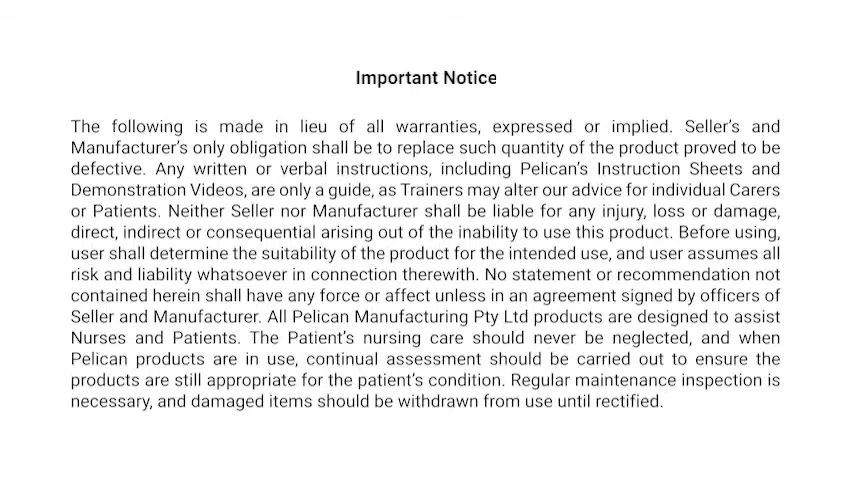 Important Notice
The following is made in lieu of all warranties, expressed or implied. Seller's and
Manufacturer's only obligation shall be to replace such quantity of the product proved to be
defective. Any written or verbal instructions, including Pelican's Instruction Sheets and
Demonstration Videos, are only a guide, as Trainers may alter our advice for individual Carers
or Patients. Neither Seller nor Manufacturer shall be liable for any injury, loss or damage,
direct, indirect or consequential arising out of the inability to use this product. Before using,
user shall determine the suitability of the product for the intended use, and user assumes all
risk and liability whatsoever in connection therewith. No statement or recommendation not
contained herein shall have any force or affect unless in an agreement signed by officers of
Seller and Manufacturer. All Pelican Manufacturing Pty Ltd products are designed to assist
Nurses and Patients. The Patient's nursing care should never be neglected, and when
Pelican products are in use, continual assessment should be carried out to ensure the
products are still appropriate for the patient's condition. Regular maintenance inspection is
necessary, and damaged items should be withdrawn from use until rectified.